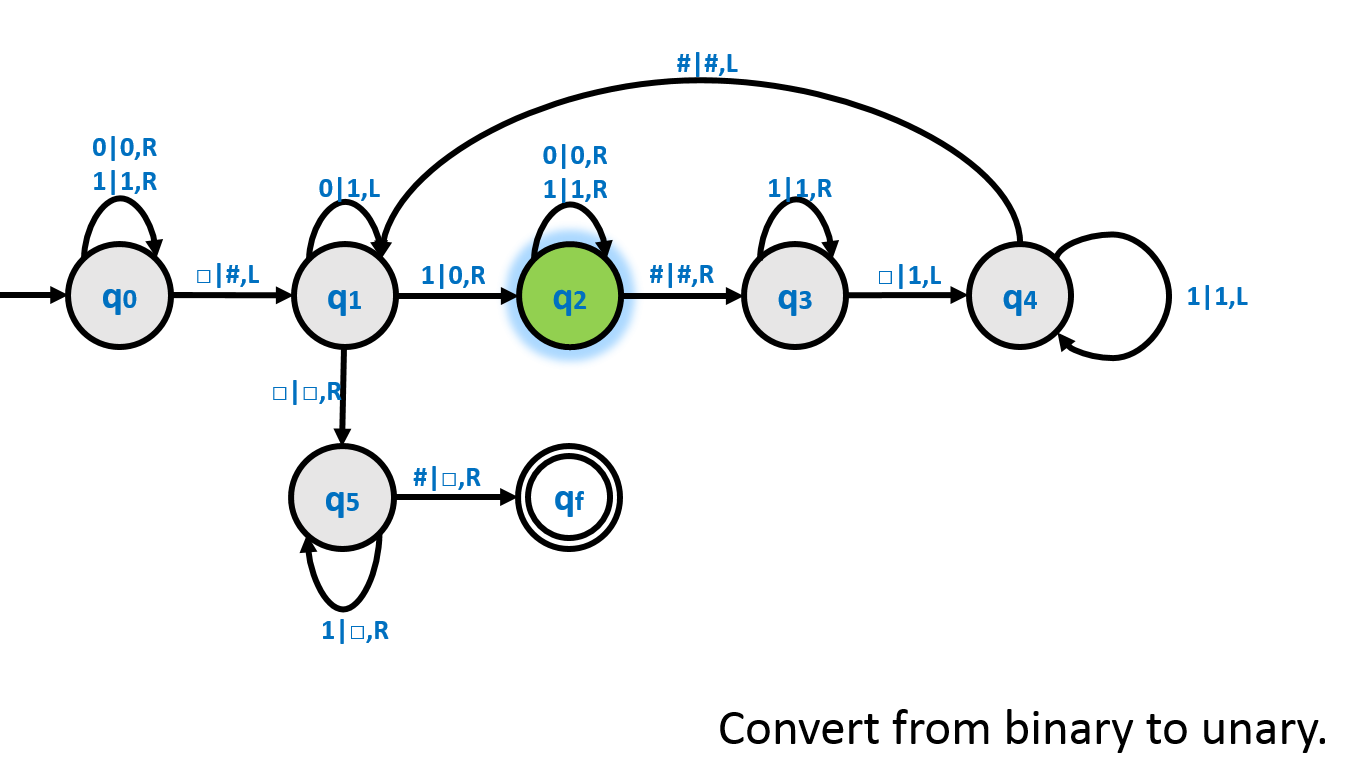 #|#,L
0|0,R
1|1,R
0|0,R
1|1,R
0|1,L
1|1,R
□|#,L
1|0,R
#|#,R
□|1,L
1|1,L
q0
q1
q2
q3
q4
□|□,R
#|□,R
q5
qf
1|□,R
Convert from binary to unary.